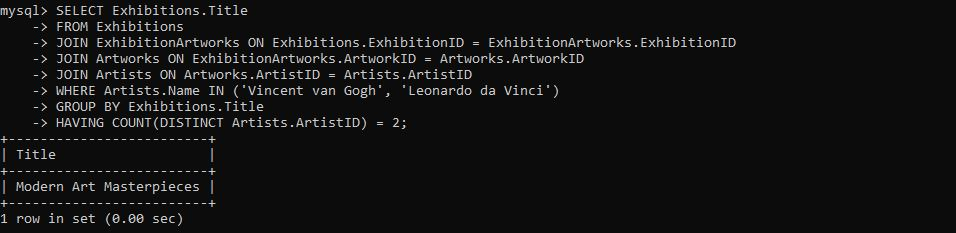 mysql> SELECT Exhibitions.Title
    -> FROM Exhibitions
    -> JOIN ExhibitionArtworks ON Exhibitions.ExhibitionID = ExhibitionArtworks.ExhibitionID
    -> JOIN Artworks ON ExhibitionArtworks.ArtworkID = Artworks.ArtworkID
    -> JOIN Artists ON Artworks.ArtistID = Artists.ArtistID
    -> WHERE Artists.Name IN ('Vincent van Gogh', 'Leonardo da Vinci')
    -> GROUP BY Exhibitions.Title
    -> HAVING COUNT(DISTINCT Artists.ArtistID) = 2;
+-------------------------+
| Title                   |
+-------------------------+
| Modern Art Masterpieces |
+-------------------------+
1 row in set (0.00 sec)